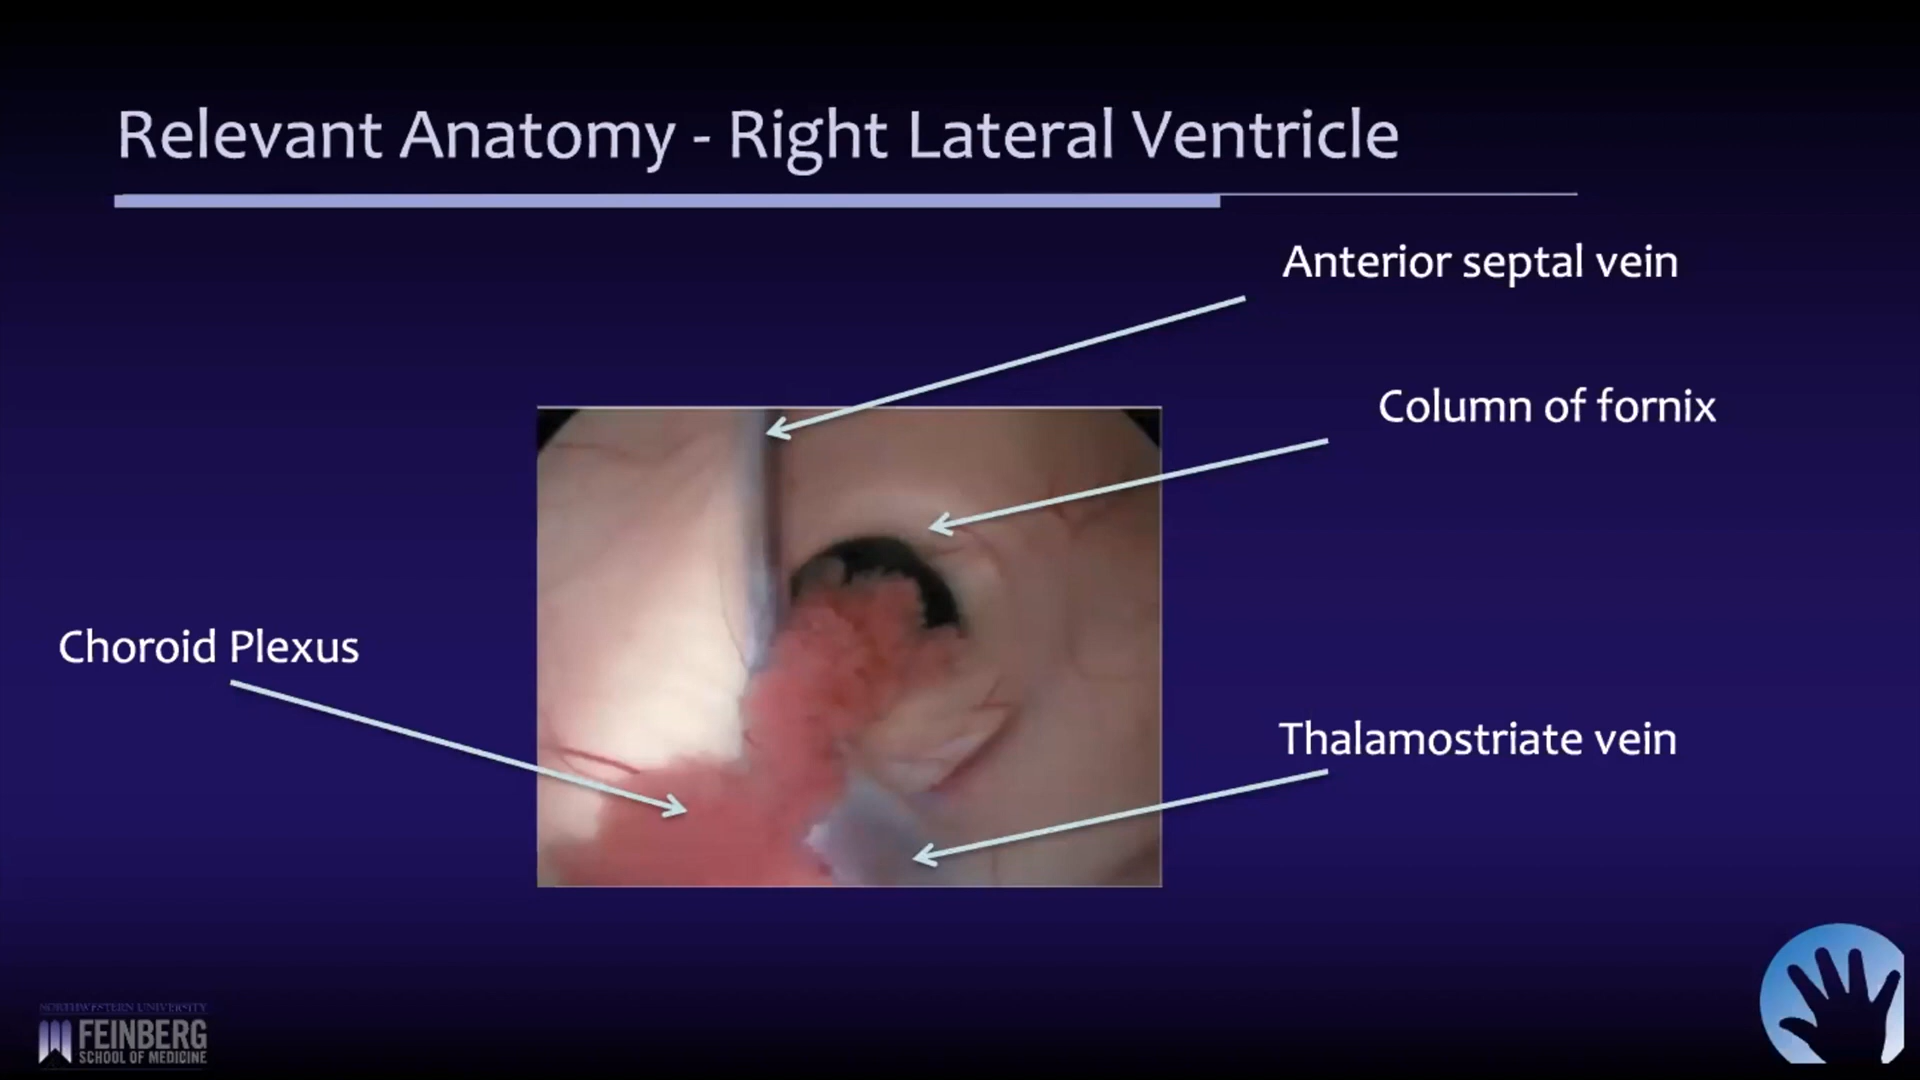 Relevant Anatomy - Right Lateral Ventricle
Anterior septal vein
Column of fornix
Choroid Plexus
Thalamostriate vein
NORTHWESTERN UNIVERSITY
FEINBERG
SCHOOL OF MEDICINE